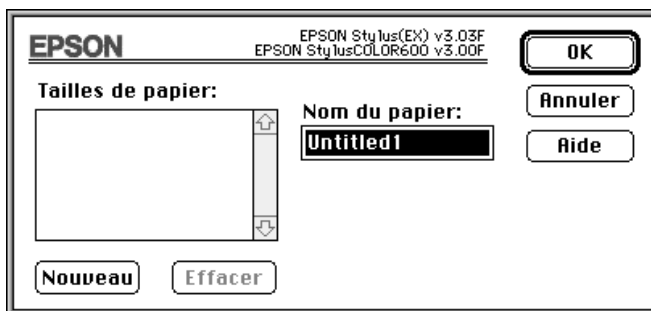 EPSON
EPSON Stylus(EX) v3.03F
EPSON StylusCOLOR600 v3.00F
OK
Tailles de papier:
Nom du papier:
Annuler
Untitled1
Aide
Nouveau
Effacer